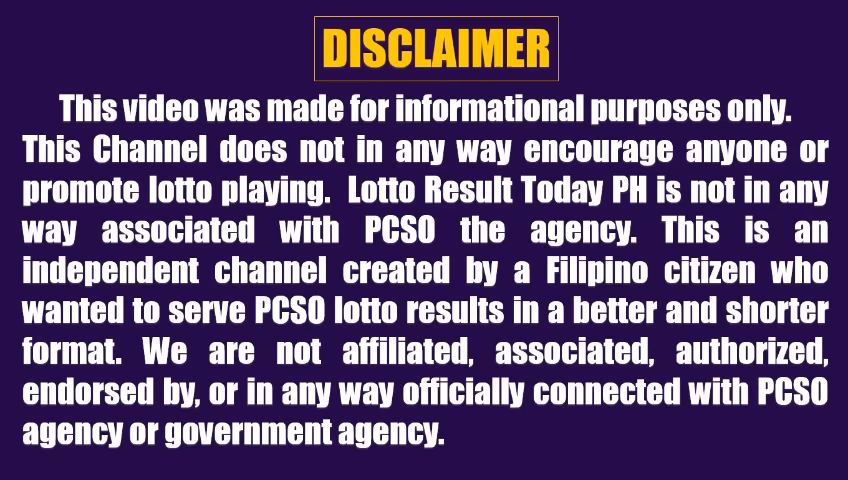 DISCLAIMER
This video was made for informational purposes only.
This Channel does not in any way encourage anyone or
promote lotto playing. Lotto Result Today PH is not in any
way associated with PCSO the agency. This is an
independent channel created by a Filipino citizen who
wanted to serve PCSO lotto results in a better and shorter
format. We are not affiliated, associated, authorized,
endorsed by, or in any way officially connected with PCSO
agency or government agency.